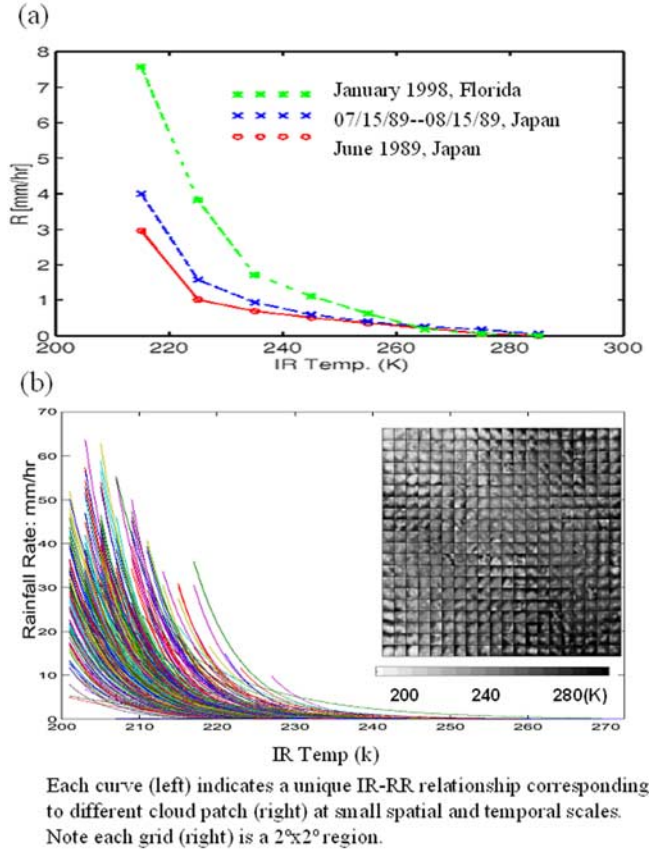 (a)
8
7
6
5
4
3
2
1
0
R [mm/hr]
January 1998, Florida
07/15/89--08/15/89, Japan
June 1989, Japan
200 220 240 260 280 300
IR Temp. (K)
(b)
70
60
50
40
30
20
10
0
Rainfall Rate: mm/hr
200 240 280(K)
200 210 220 230 240 250 260 270
IR Temp (k)
Each curve (left) indicates a unique IR-RR relationship corresponding
to different cloud patch (right) at small spatial and temporal scales.
Note each grid (right) is a 2°x2° region.